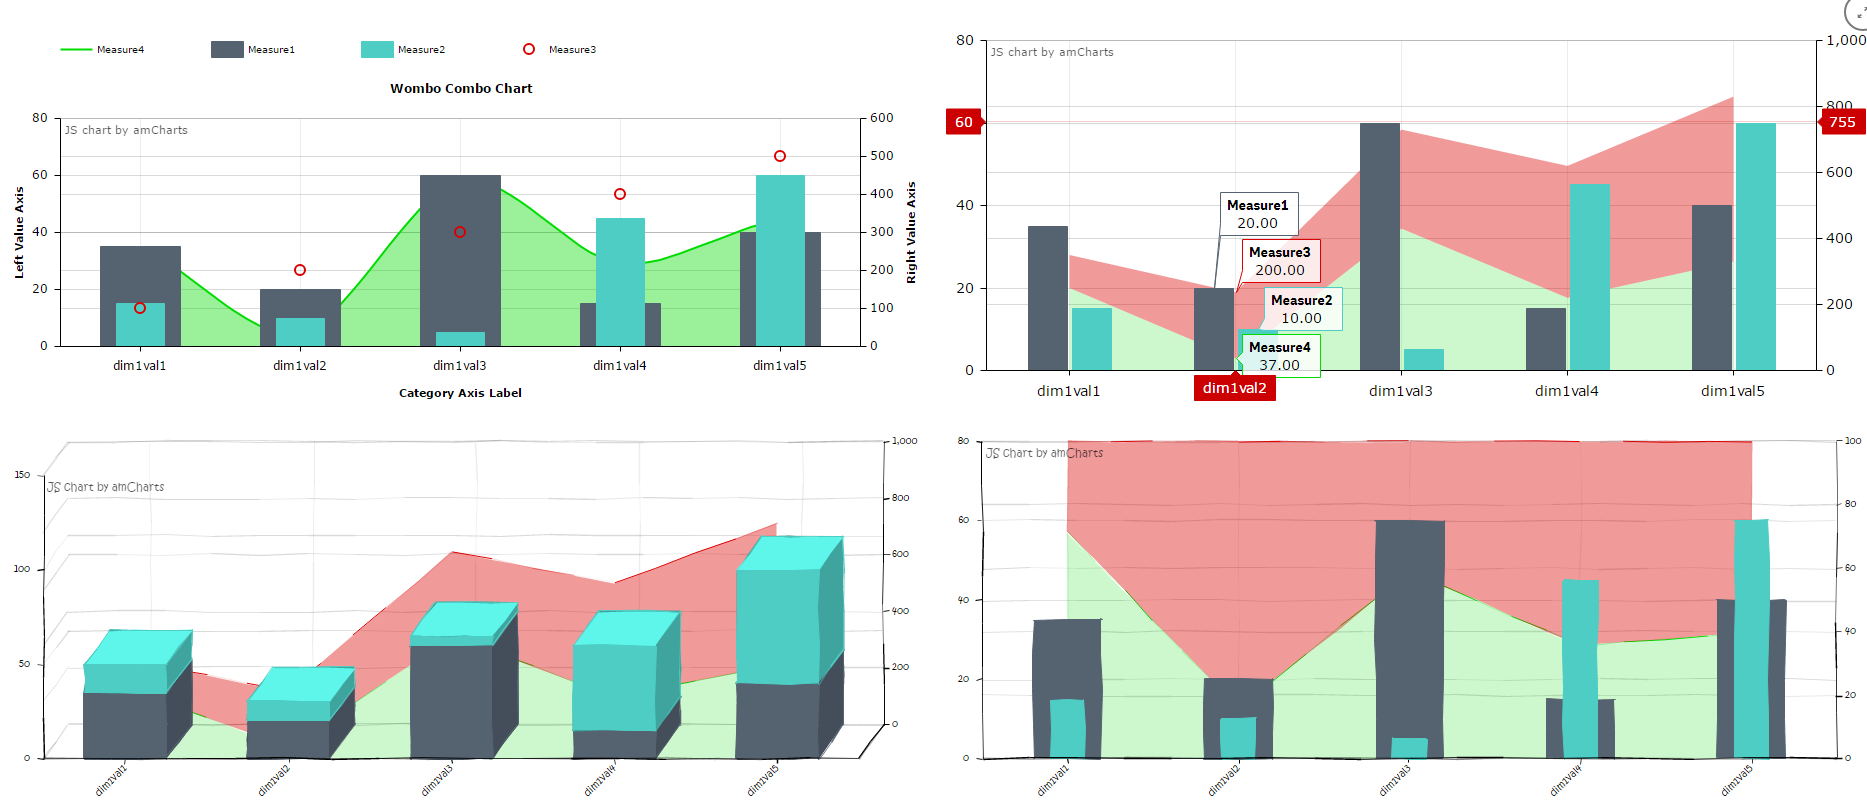 Measure4 Measure1 Measure2 Measure3
Wombo Combo Chart
JS chart by amCharts
80
60
40
20
0
Left Value Axis
600
500
400
300
200
100
0
Right Value Axis
dim1val1 dim1val2 dim1val3 dim1val4 dim1val5
Category Axis Label
JS chart by amCharts
80
60
40
20
0
1,000
800
755
600
400
200
0
Measure1
20.00
Measure3
200.00
Measure2
10.00
Measure4
37.00
dim1val1 dim1val2 dim1val3 dim1val4 dim1val5
JS chart by amCharts
150
100
50
0
1,000
800
600
400
200
0
dim1val1 dim1val2 dim1val3 dim1val4 dim1val5
JS chart by amCharts
80
60
40
20
0
100
80
60
40
20
0
dim1val1 dim1val2 dim1val3 dim1val4 dim1val5